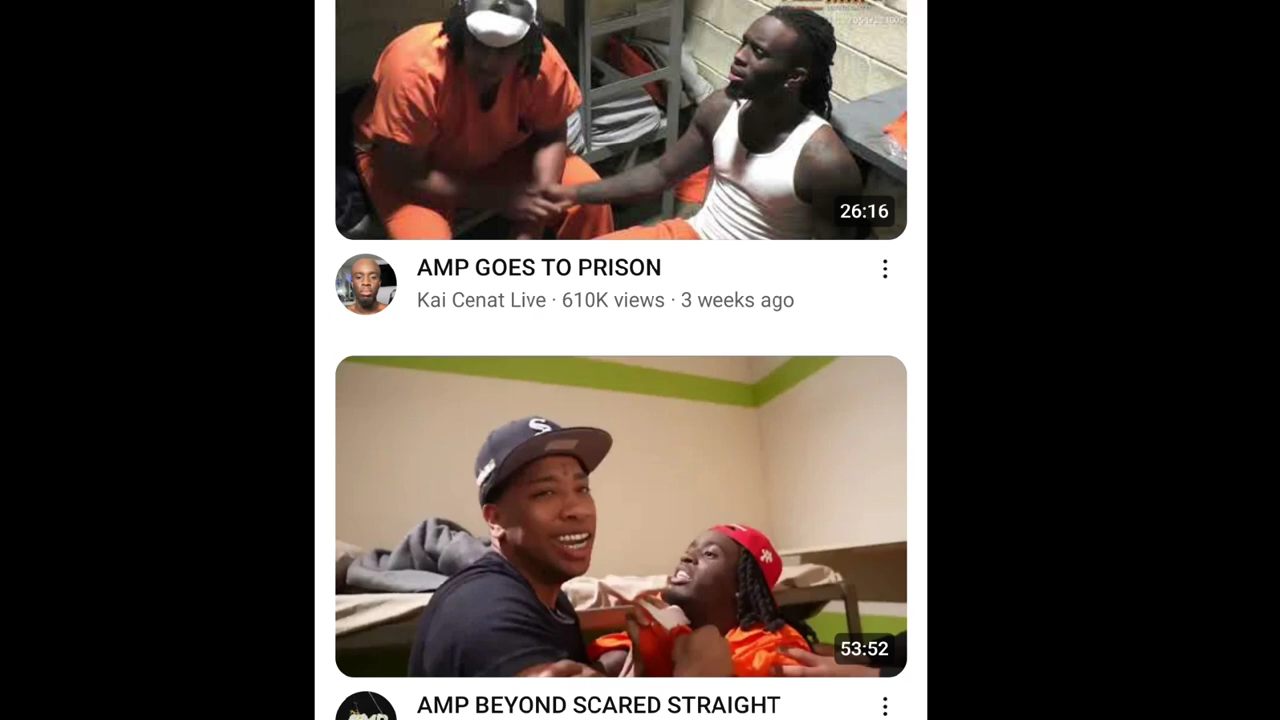 26:16
AMP GOES TO PRISON
Kai Cenat Live · 610K views · 3 weeks ago
S
53:52
AMP BEYOND SCARED STRAIGHT
AMP